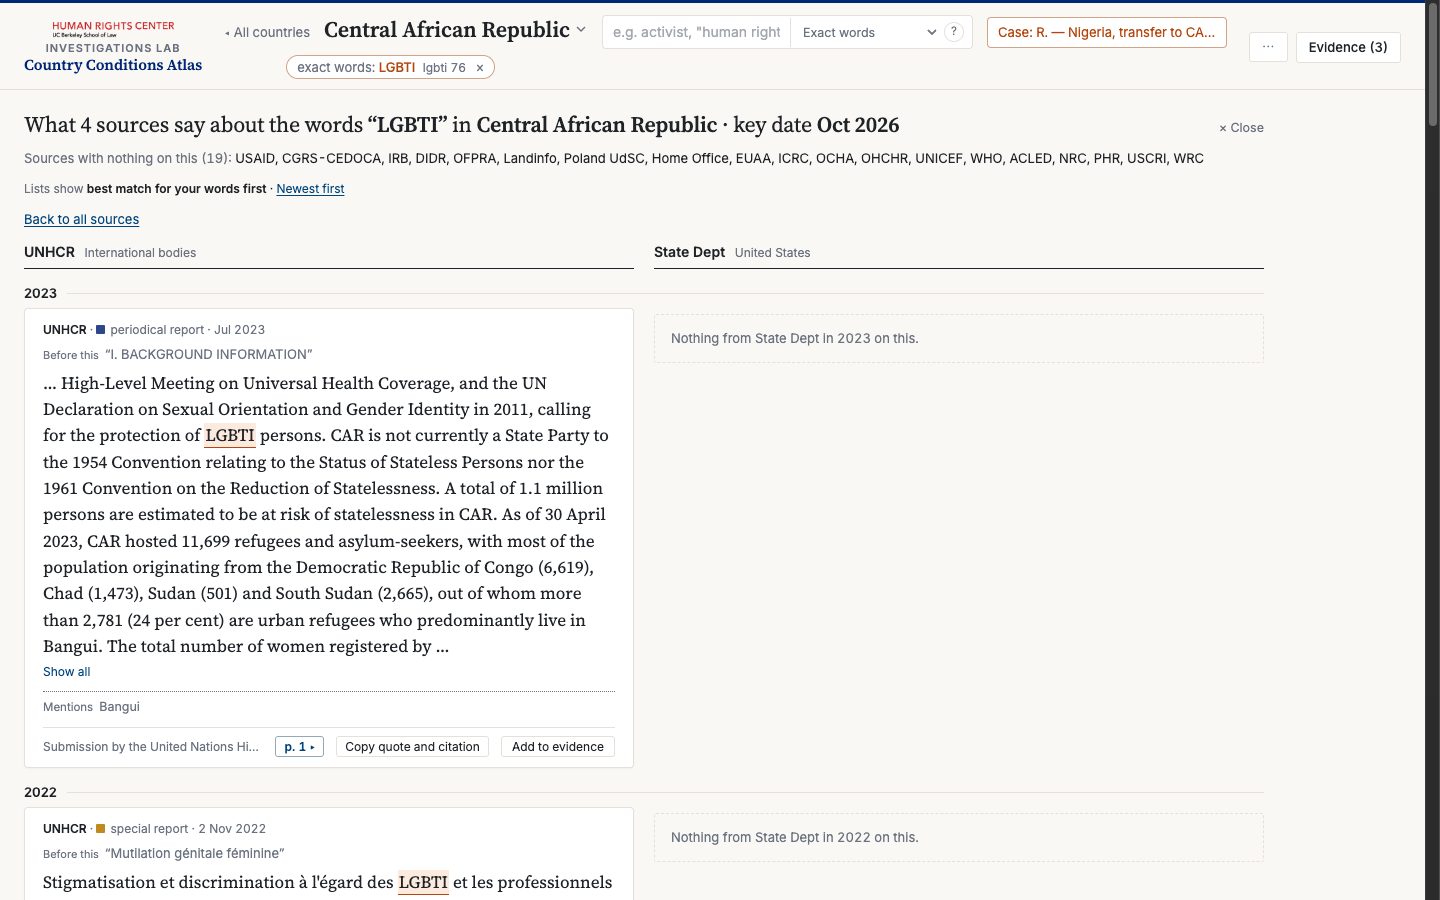 HUMAN RIGHTS CENTER
UC Berkeley School of Law
INVESTIGATIONS LAB
Country Conditions Atlas
All countries
Central African Republic
e.g. activist, "human right
Exact words
?
Case: R. — Nigeria, transfer to CA...
...
Evidence (3)
exact words: LGBTI lgbti 76 ×
What 4 sources say about the words “LGBTI” in Central African Republic · key date Oct 2026
× Close
Sources with nothing on this (19): USAID, CGRS-CEDOCA, IRB, DIDR, OFPRA, Landinfo, Poland UdSC, Home Office, EUAA, ICRC, OCHA, OHCHR, UNICEF, WHO, ACLED, NRC, PHR, USCRI, WRC
Lists show best match for your words first · Newest first
Back to all sources
UNHCR International bodies
State Dept United States
2023
UNHCR · periodical report · Jul 2023
Before this “I. BACKGROUND INFORMATION”
... High-Level Meeting on Universal Health Coverage, and the UN
Declaration on Sexual Orientation and Gender Identity in 2011, calling
for the protection of LGBTI persons. CAR is not currently a State Party to
the 1954 Convention relating to the Status of Stateless Persons nor the
1961 Convention on the Reduction of Statelessness. A total of 1.1 million
persons are estimated to be at risk of statelessness in CAR. As of 30 April
2023, CAR hosted 11,699 refugees and asylum-seekers, with most of the
population originating from the Democratic Republic of Congo (6,619),
Chad (1,473), Sudan (501) and South Sudan (2,665), out of whom more
than 2,781 (24 per cent) are urban refugees who predominantly live in
Bangui. The total number of women registered by ...
Show all
Mentions Bangui
Submission by the United Nations Hi...
p. 1
Copy quote and citation
Add to evidence
Nothing from State Dept in 2023 on this.
2022
UNHCR · special report · 2 Nov 2022
Before this “Mutilation génitale féminine”
Stigmatisation et discrimination à l'égard des LGBTI et les professionnels
Nothing from State Dept in 2022 on this.